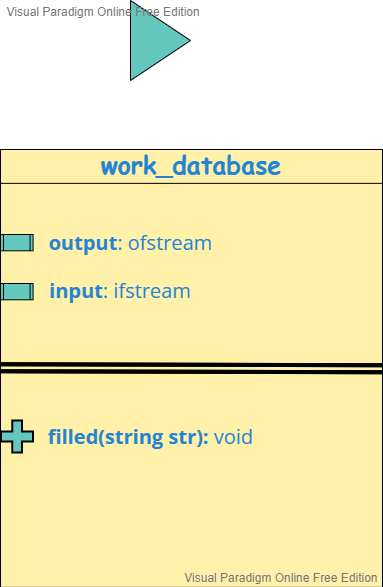 Visual Paradigm Online Free Edition
work_database
output: ofstream
input: ifstream
filled(string str): void
Visual Paradigm Online Free Edition